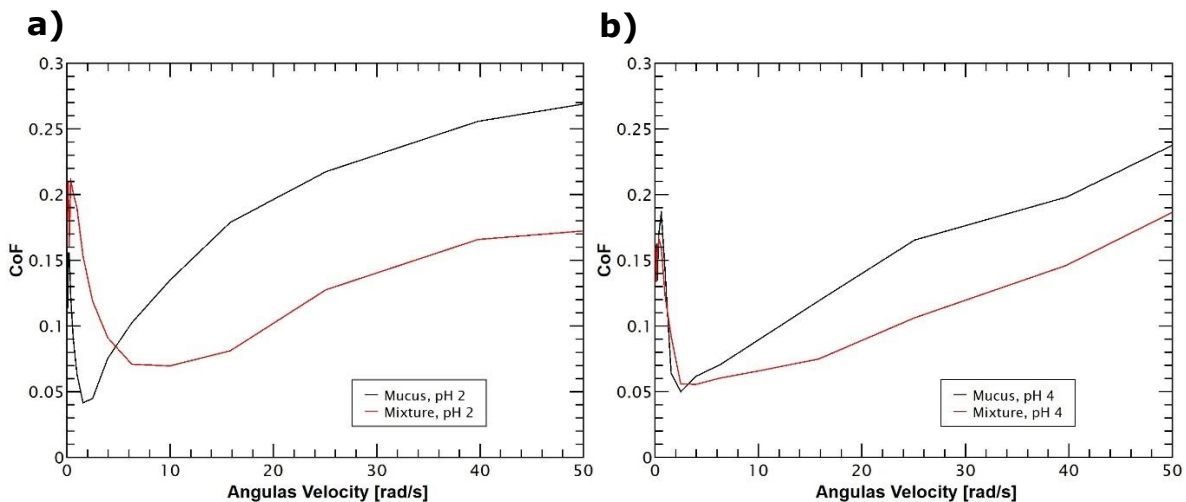 a)
0.3
0.25
0.2
0.15
0.1
0.05
0
CoF
0 10 20 30 40 50
Angulas Velocity [rad/s]
Mucus, pH 2
Mixture, pH 2
b)
0.3
0.25
0.2
0.15
0.1
0.05
0
CoF
0 10 20 30 40 50
Angulas Velocity [rad/s]
Mucus, pH 4
Mixture, pH 4